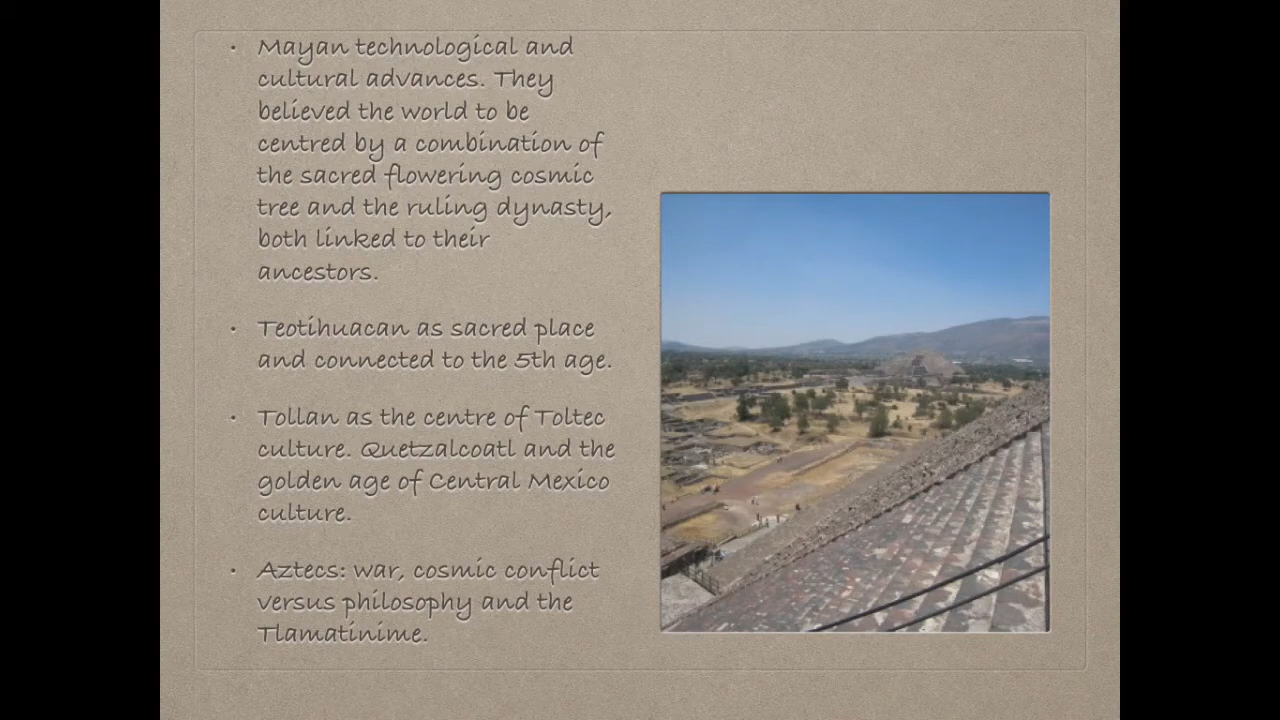 • Mayan technological and
cultural advances. They
believed the world to be
centred by a combination of
the sacred flowering cosmic
tree and the ruling dynasty,
both linked to their
ancestors.
• Teotihuacan as sacred place
and connected to the 5th age.
• Tollan as the centre of Toltec
culture. Quetzalcoatl and the
golden age of Central Mexico
culture.
• Aztecs: war, cosmic conflict
versus philosophy and the
Tlamatinime.